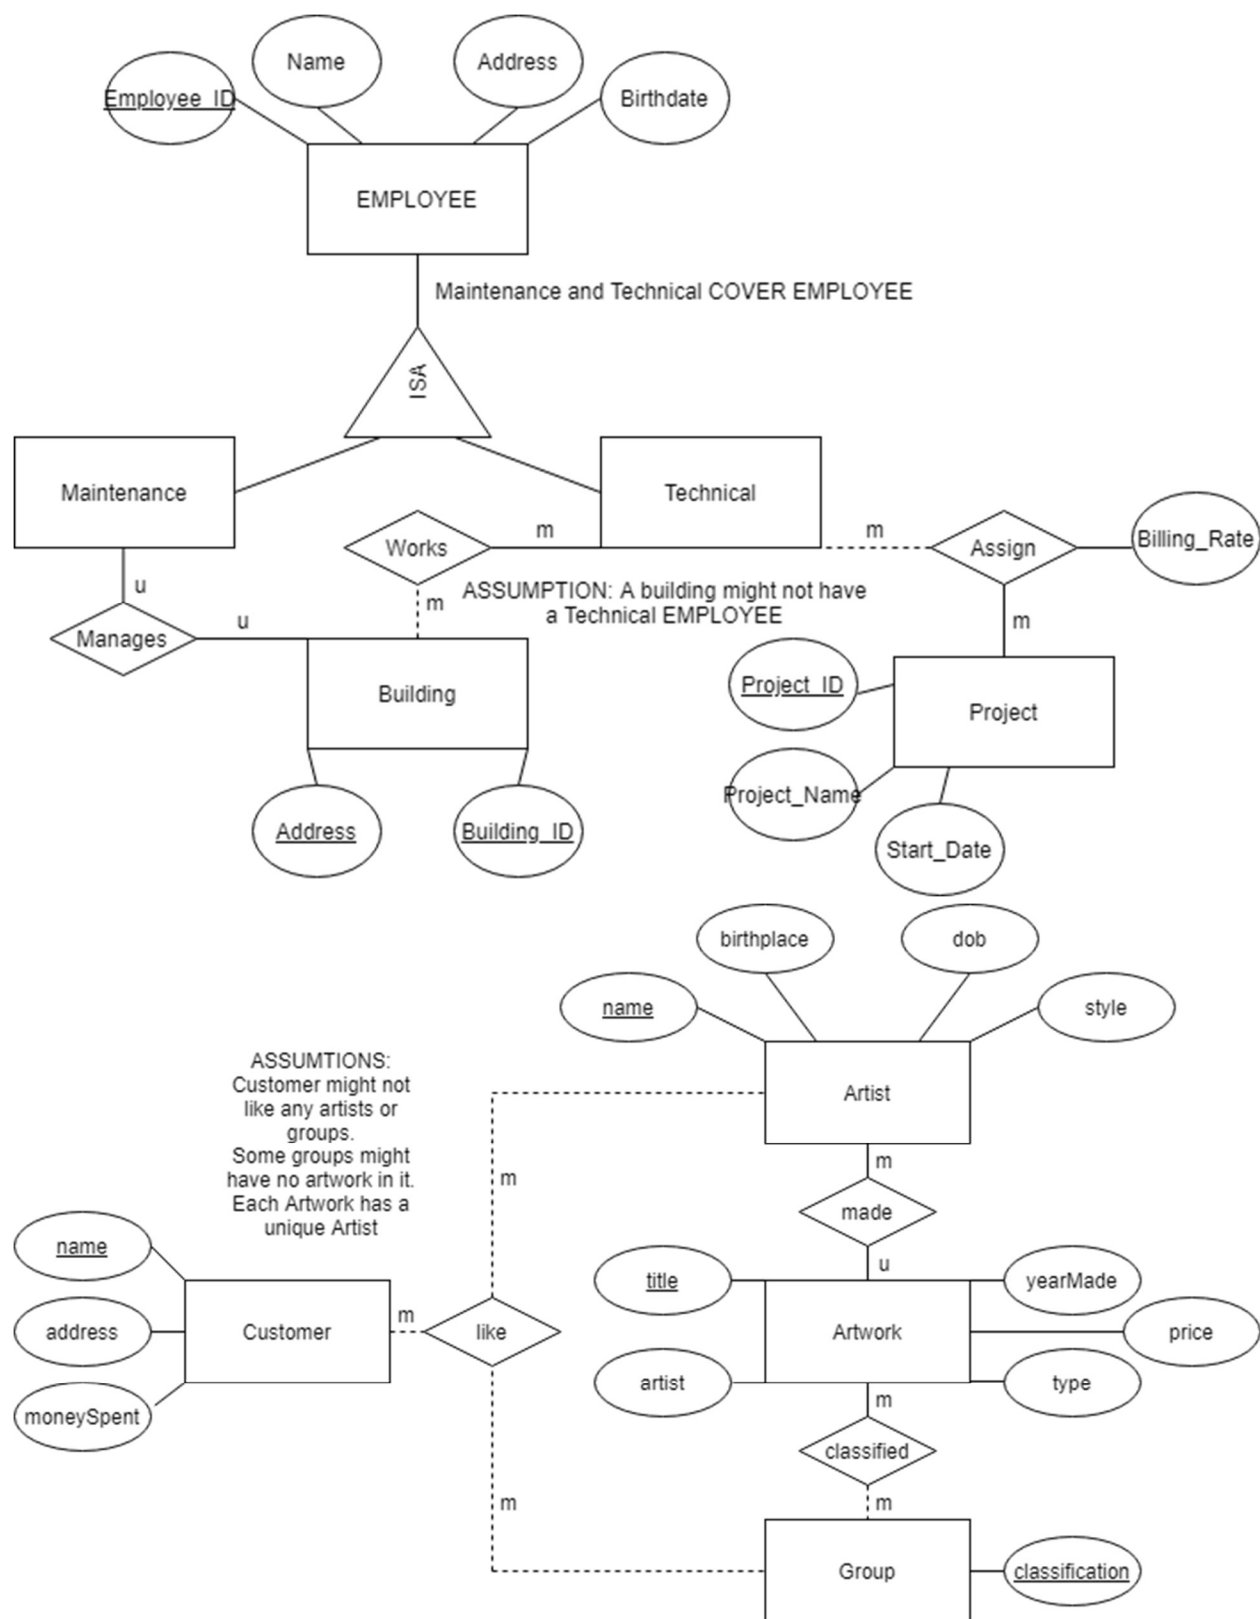 Name
Address
Employee_ID
Birthdate
EMPLOYEE
Maintenance and Technical COVER EMPLOYEE
ISA
Maintenance
Technical
Works
m
m
Assign
Billing_Rate
u
m
ASSUMPTION: A building might not have
a Technical EMPLOYEE
m
Manages
u
Building
Project_ID
Project
Project_Name
Address
Building_ID
Start_Date
birthplace
dob
name
style
ASSUMTIONS:
Customer might not
like any artists or
groups.
Some groups might
have no artwork in it.
Each Artwork has a
unique Artist
Artist
m
m
made
u
name
title
yearMade
address
Customer
m
like
Artwork
price
moneySpent
artist
type
m
classified
m
m
Group
classification